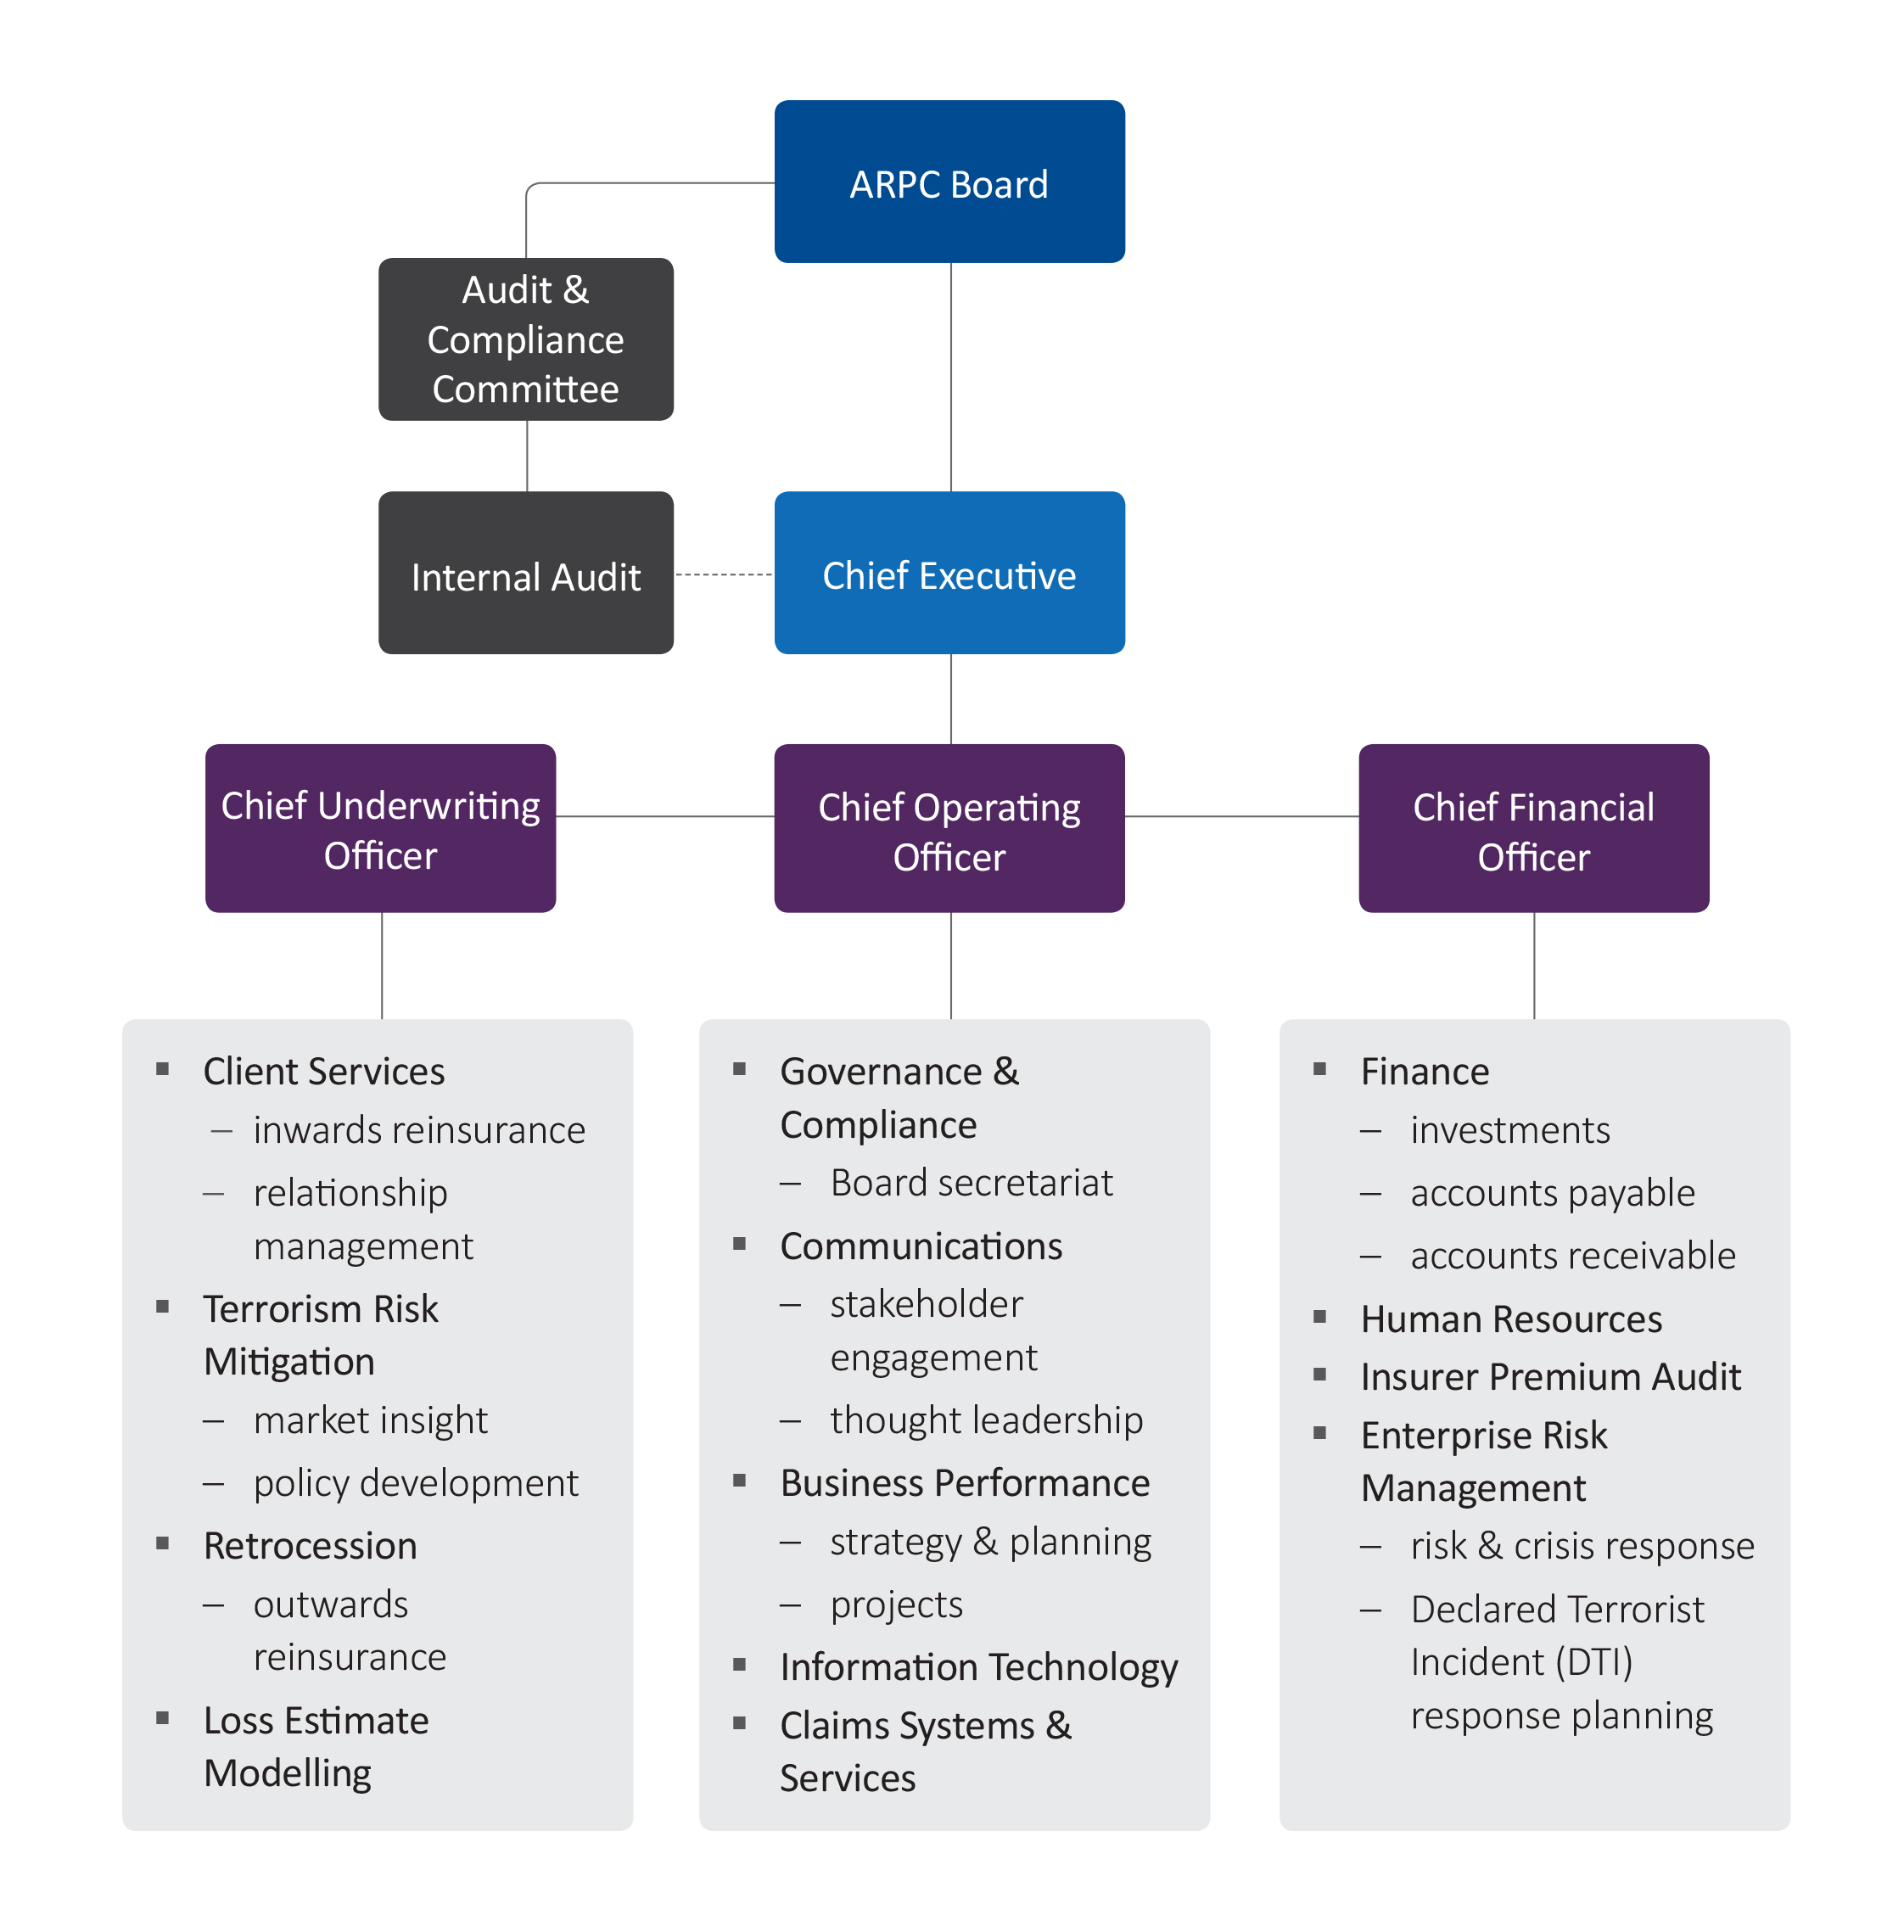 ARPC Board
Audit &
Compliance
Committee
Internal Audit
Chief Executive
Chief Underwriting
Officer
Chief Operating
Officer
Chief Financial
Officer
▪ Client Services
– inwards reinsurance
– relationship
management
▪ Terrorism Risk
Mitigation
– market insight
– policy development
▪ Retrocession
– outwards
reinsurance
▪ Loss Estimate
Modelling
▪ Governance &
Compliance
– Board secretariat
▪ Communications
– stakeholder
engagement
– thought leadership
▪ Business Performance
– strategy & planning
– projects
▪ Information Technology
▪ Claims Systems &
Services
▪ Finance
– investments
– accounts payable
– accounts receivable
▪ Human Resources
▪ Insurer Premium Audit
▪ Enterprise Risk
Management
– risk & crisis response
– Declared Terrorist
Incident (DTI)
response planning